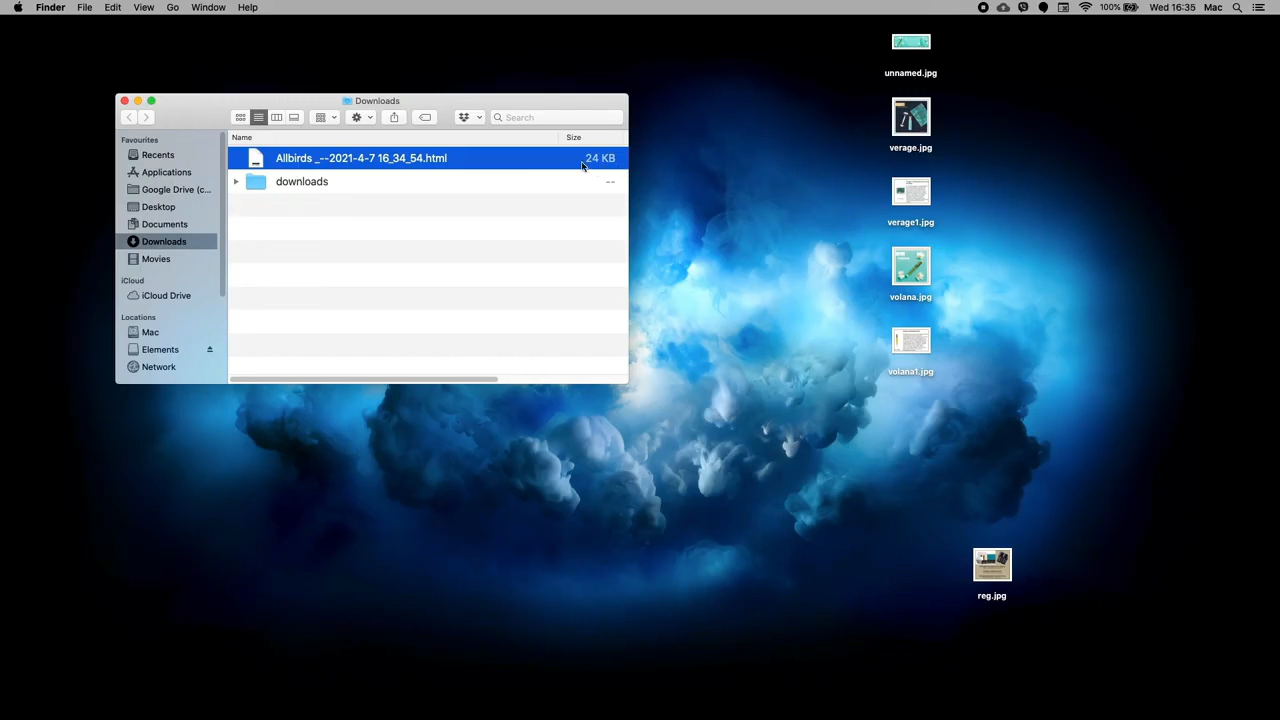 Finder File Edit View Go Window Help
100% Wed 16:35 Mac
Downloads
Search
Favourites
Recents
Applications
Google Drive (c...
Desktop
Documents
Downloads
Movies
iCloud
iCloud Drive
Locations
Mac
Elements
Network
Name Size
Allbirds _--2021-4-7 16_34_54.html 24 KB
downloads --
unnamed.jpg
verage.jpg
verage1.jpg
volana.jpg
volana1.jpg
reg.jpg